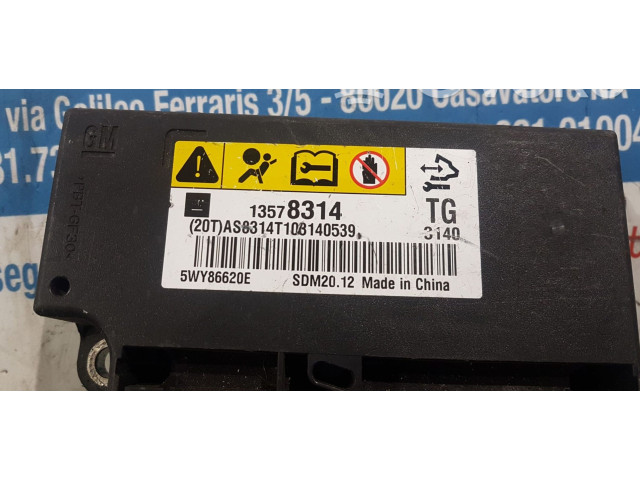 via Galileo Ferraris 3/5 - 80020 Casavatore NA
GM
13578314
TG
(20T)AS8314T103140539
3140
5WY86620E
SDM20.12 Made in China